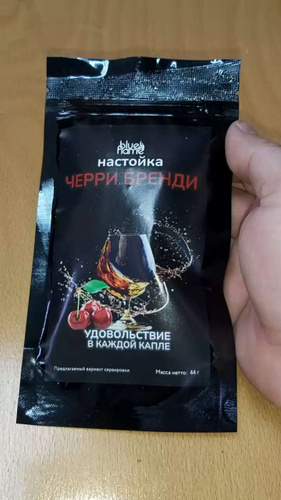 blue
flame
настойка
ЧЕРРИ БРЕНДИ
УДОВОЛЬСТВИЕ
В КАЖДОЙ КАПЛЕ
Предлагаемый вариант сервировки Масса нетто: 44 г